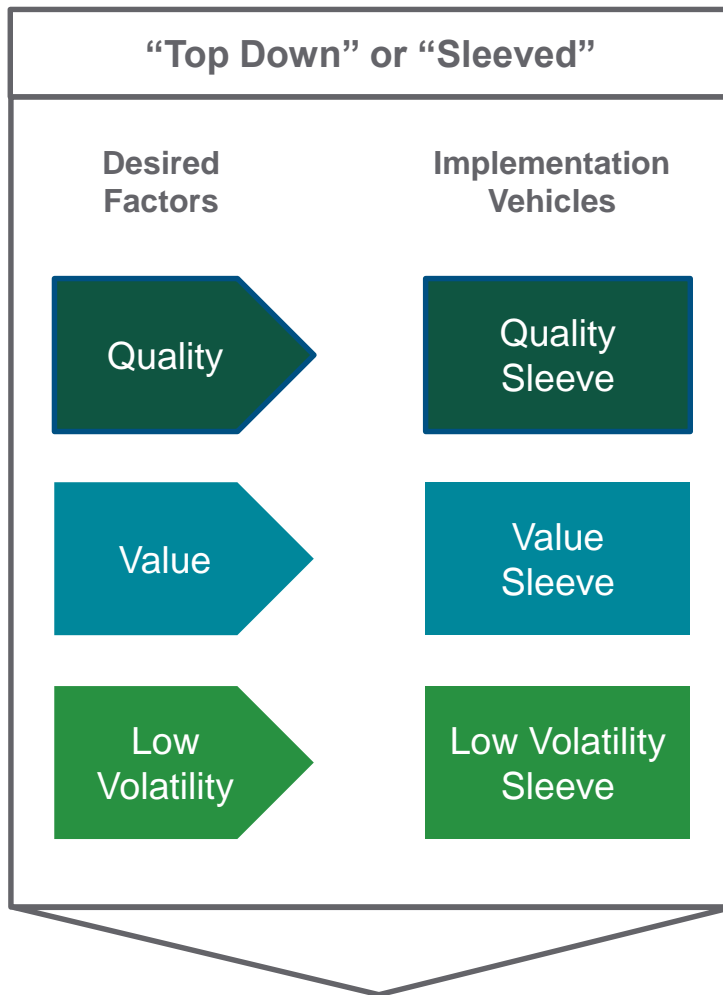 “Top Down” or “Sleeved”
Desired
Factors
Implementation
Vehicles
Quality
Quality
Sleeve
Value
Value
Sleeve
Low
Volatility
Low Volatility
Sleeve